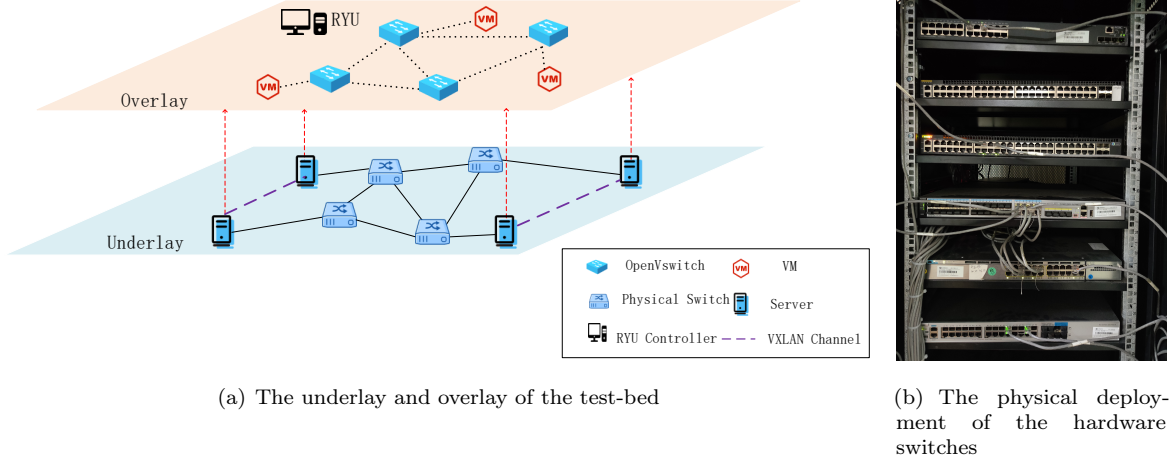 RYU
VM
VM
VM
Overlay
Underlay
OpenVswitch
VM
VM
Physical Switch
Server
RYU Controller
VXLAN Channel
(a) The underlay and overlay of the test-bed
(b) The physical deploy-
ment of the hardware
switches